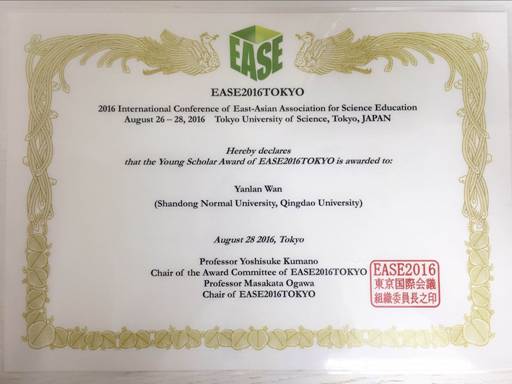 EASE
EASE2016TOKYO
2016 International Conference of East-Asian Association for Science Education
August 26 – 28, 2016 Tokyo University of Science, Tokyo, JAPAN
Hereby declares
that the Young Scholar Award of EASE2016TOKYO is awarded to:
Yanlan Wan
(Shandong Normal University, Qingdao University)
August 28 2016, Tokyo
Professor Yoshisuke Kumano
Chair of the Award Committee of EASE2016TOKYO
Professor Masakata Ogawa
Chair of EASE2016TOKYO
EASE2016
東京国際会議
組織委員長之印